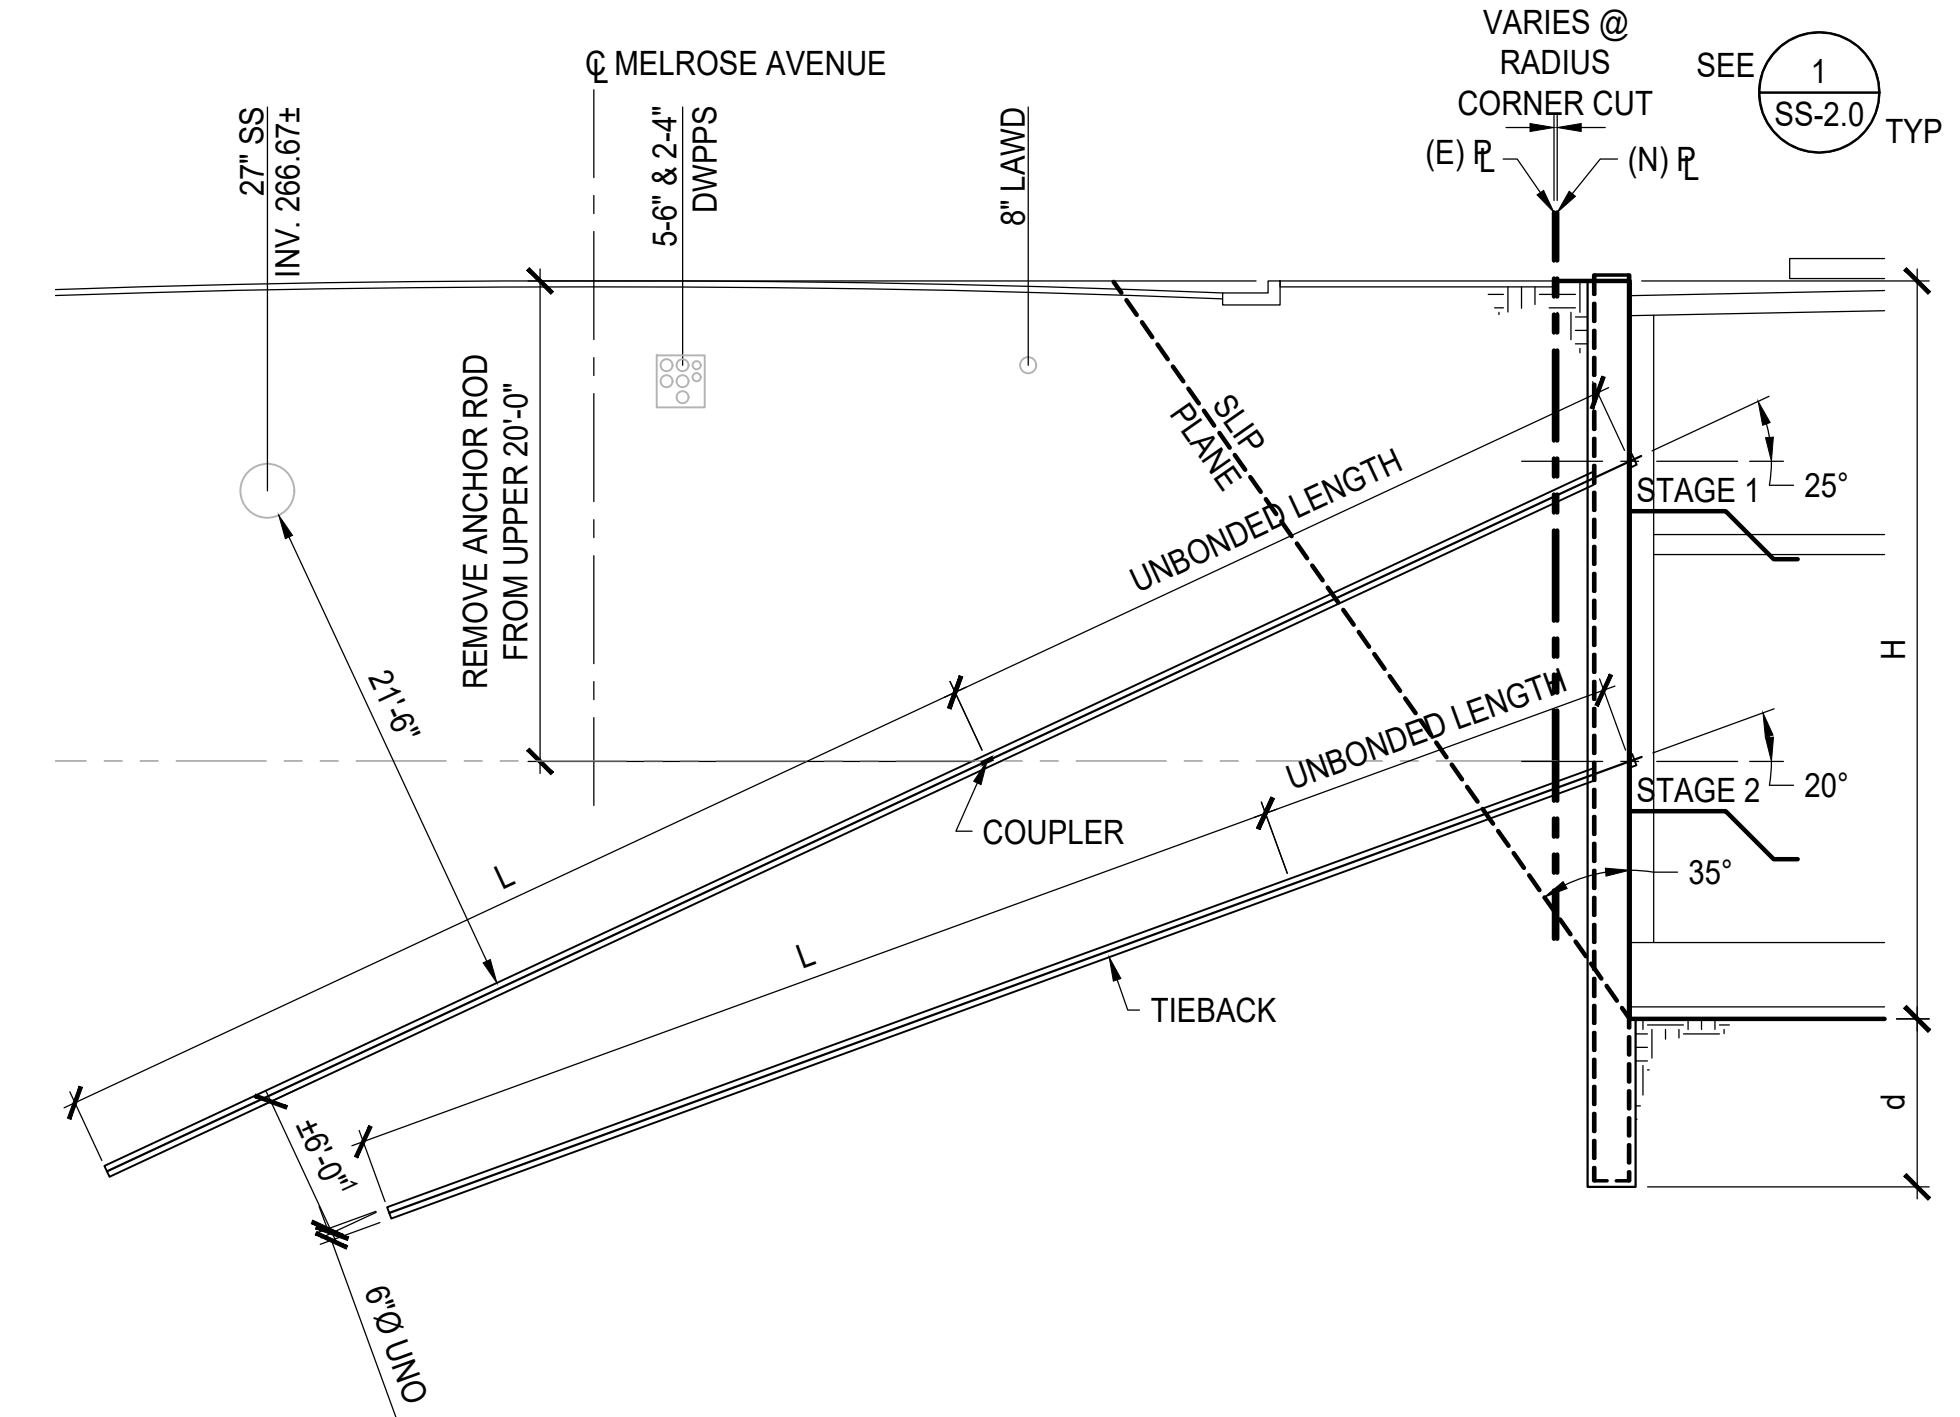 ℄ MELROSE AVENUE
VARIES @
RADIUS
CORNER CUT
SEE
1
SS-2.0
TYP
(E) ⅊
(N) ⅊
27" SS
INV. 266.67±
5-6" & 2-4"
DWPPS
8" LAWD
REMOVE ANCHOR ROD
FROM UPPER 20'-0"
SLIP
PLANE
UNBONDED LENGTH
STAGE 1
25°
21'-6"
H
UNBONDED LENGTH
STAGE 2
20°
COUPLER
35°
L
L
TIEBACK
d
±6'-0"¹
6"Ø UNO